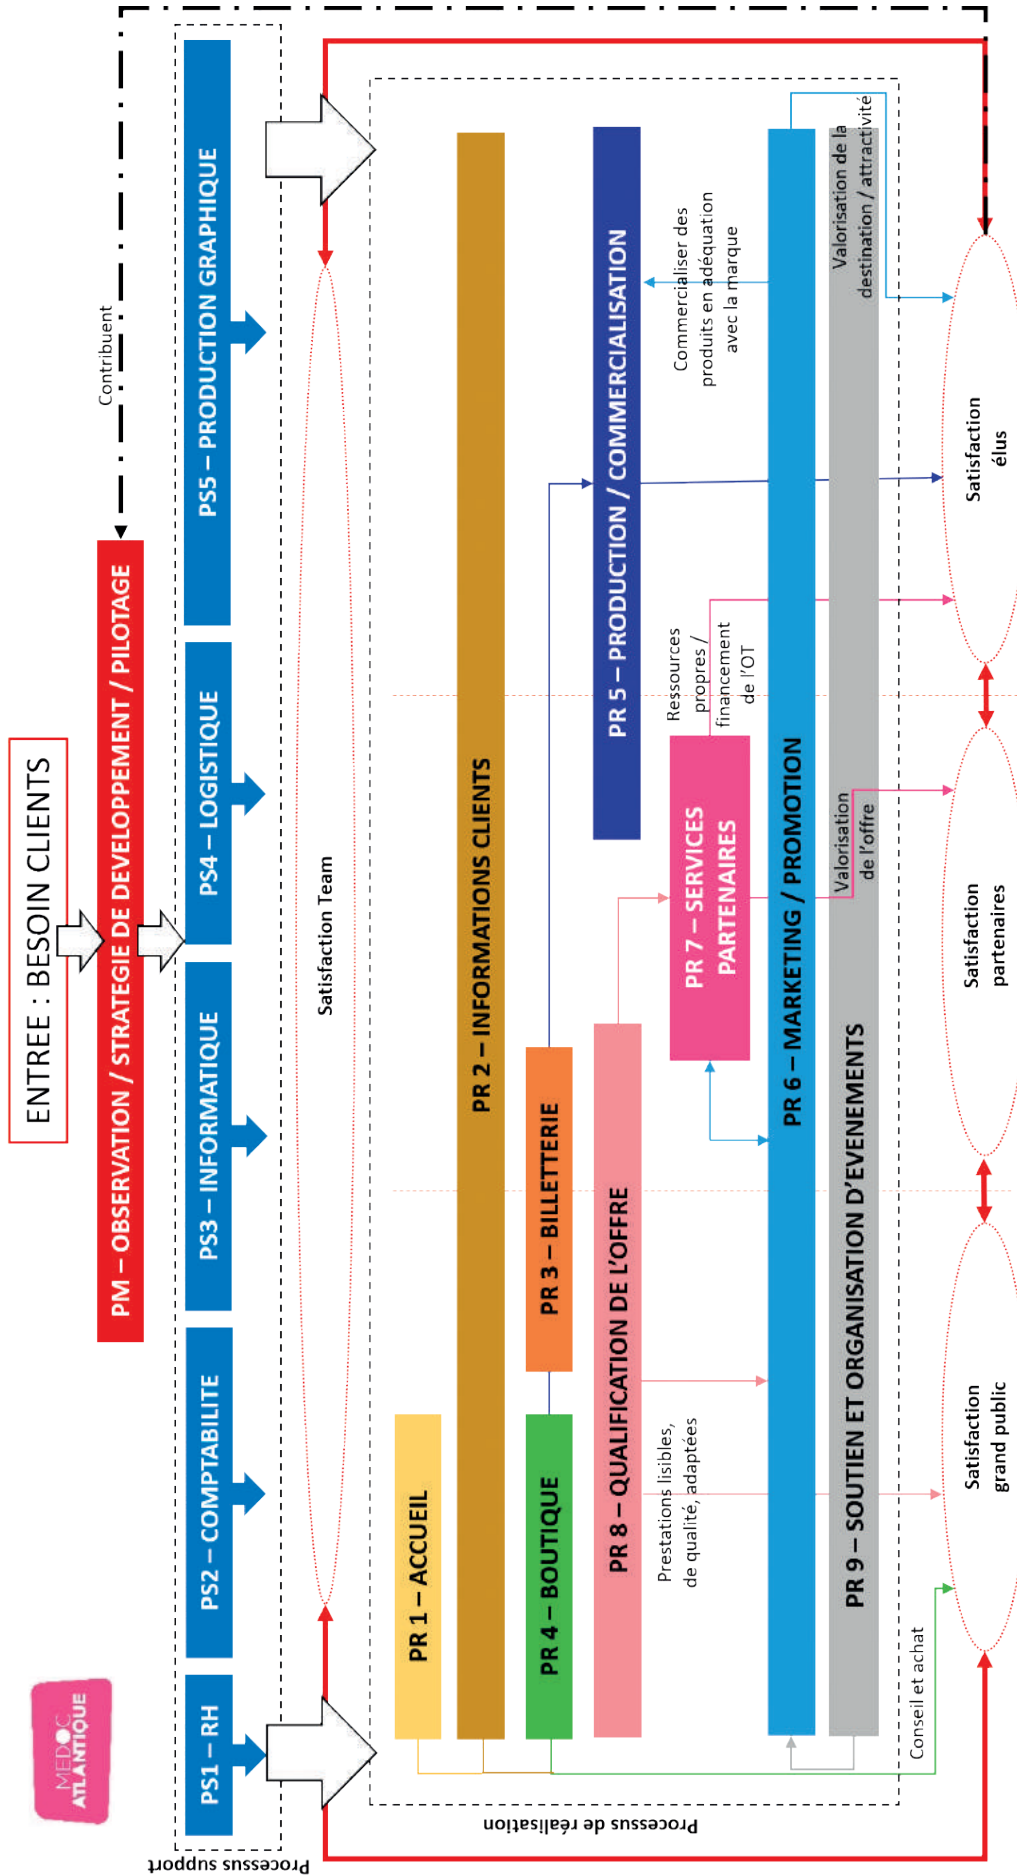 MEDOC
ATLANTIQUE
ENTREE : BESOIN CLIENTS
PM – OBSERVATION / STRATEGIE DE DEVELOPPEMENT / PILOTAGE
Contribuent
Processus support
PS1 – RH
PS2 – COMPTABILITE
PS3 – INFORMATIQUE
PS4 – LOGISTIQUE
PS5 – PRODUCTION GRAPHIQUE
Satisfaction Team
Processus de réalisation
PR 1 – ACCUEIL
PR 2 – INFORMATIONS CLIENTS
PR 4 – BOUTIQUE
PR 3 – BILLETTERIE
PR 8 – QUALIFICATION DE L'OFFRE
PR 5 – PRODUCTION / COMMERCIALISATION
Prestations lisibles,
de qualité, adaptées
PR 7 – SERVICES
PARTENAIRES
Ressources
propres /
financement
de l'OT
Commercialiser des
produits en adéquation
avec la marque
PR 6 – MARKETING / PROMOTION
PR 9 – SOUTIEN ET ORGANISATION D'EVENEMENTS
Valorisation
de l'offre
Valorisation de la
destination / attractivité
Conseil et achat
Satisfaction
grand public
Satisfaction
partenaires
Satisfaction
élus